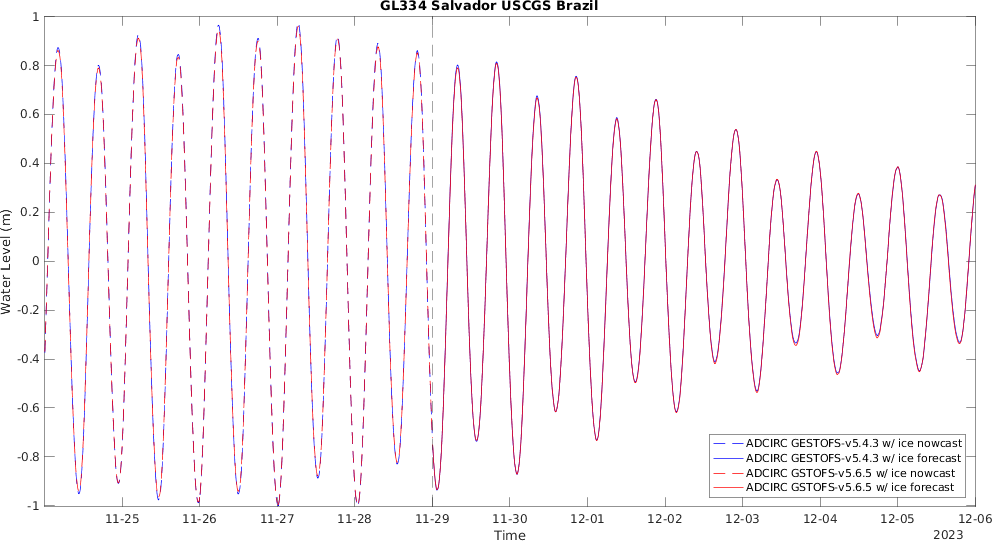 GL334 Salvador USCGS Brazil
Water Level (m)
1
0.8
0.6
0.4
0.2
0
-0.2
-0.4
-0.6
-0.8
-1
ADCIRC GESTOFS-v5.4.3 w/ ice nowcast
ADCIRC GESTOFS-v5.4.3 w/ ice forecast
ADCIRC GSTOFS-v5.6.5 w/ ice nowcast
ADCIRC GSTOFS-v5.6.5 w/ ice forecast
11-25 11-26 11-27 11-28 11-29 11-30 12-01 12-02 12-03 12-04 12-05 12-06
Time
2023